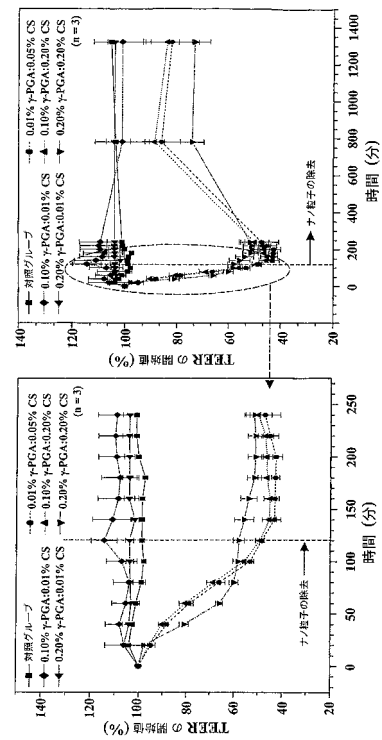 対照グループ 0.01% γ-PGA:0.05% CS
0.10% γ-PGA:0.01% CS 0.10% γ-PGA:0.20% CS
0.20% γ-PGA:0.01% CS 0.20% γ-PGA:0.20% CS
(n = 3)
TEER の開始値 (%)
140
120
100
80
60
40
20
ナノ粒子の除去
0 50 100 150 200 250
時間 (分)
対照グループ 0.01% γ-PGA:0.05% CS
0.10% γ-PGA:0.01% CS 0.10% γ-PGA:0.20% CS
0.20% γ-PGA:0.01% CS 0.20% γ-PGA:0.20% CS
(n = 3)
TEER の開始値 (%)
140
120
100
80
60
40
20
ナノ粒子の除去
0 200 400 600 800 1000 1200 1400
時間 (分)